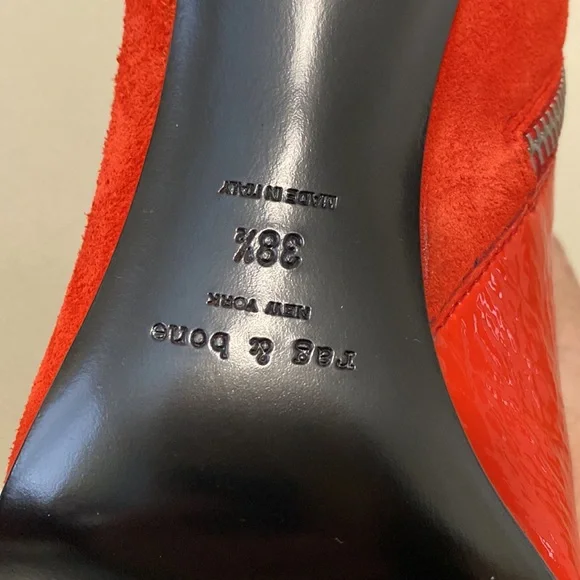 rag & bone
NEW YORK
38½
MADE IN ITALY